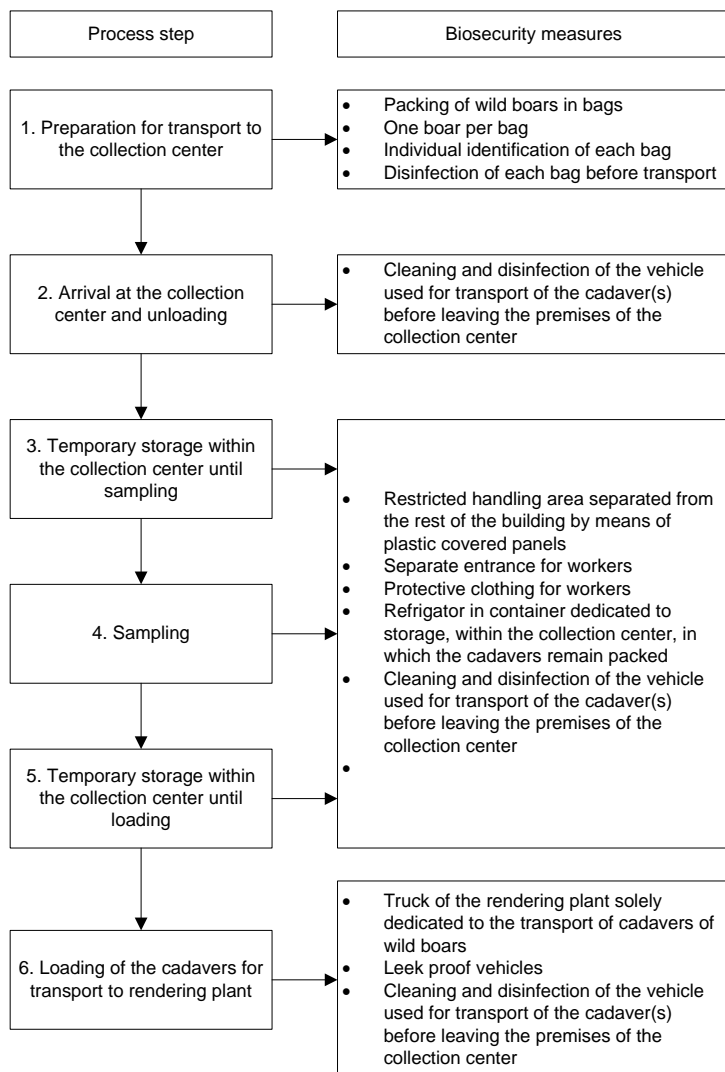 Process step
Biosecurity measures
1. Preparation for transport to
the collection center
• Packing of wild boars in bags
• One boar per bag
• Individual identification of each bag
• Disinfection of each bag before transport
2. Arrival at the collection
center and unloading
• Cleaning and disinfection of the vehicle
used for transport of the cadaver(s)
before leaving the premises of the
collection center
3. Temporary storage within
the collection center until
sampling
4. Sampling
5. Temporary storage within
the collection center until
loading
• Restricted handling area separated from
the rest of the building by means of
plastic covered panels
• Separate entrance for workers
• Protective clothing for workers
• Refrigator in container dedicated to
storage, within the collection center, in
which the cadavers remain packed
• Cleaning and disinfection of the vehicle
used for transport of the cadaver(s)
before leaving the premises of the
collection center
•
6. Loading of the cadavers for
transport to rendering plant
• Truck of the rendering plant solely
dedicated to the transport of cadavers of
wild boars
• Leek proof vehicles
• Cleaning and disinfection of the vehicle
used for transport of the cadaver(s)
before leaving the premises of the
collection center